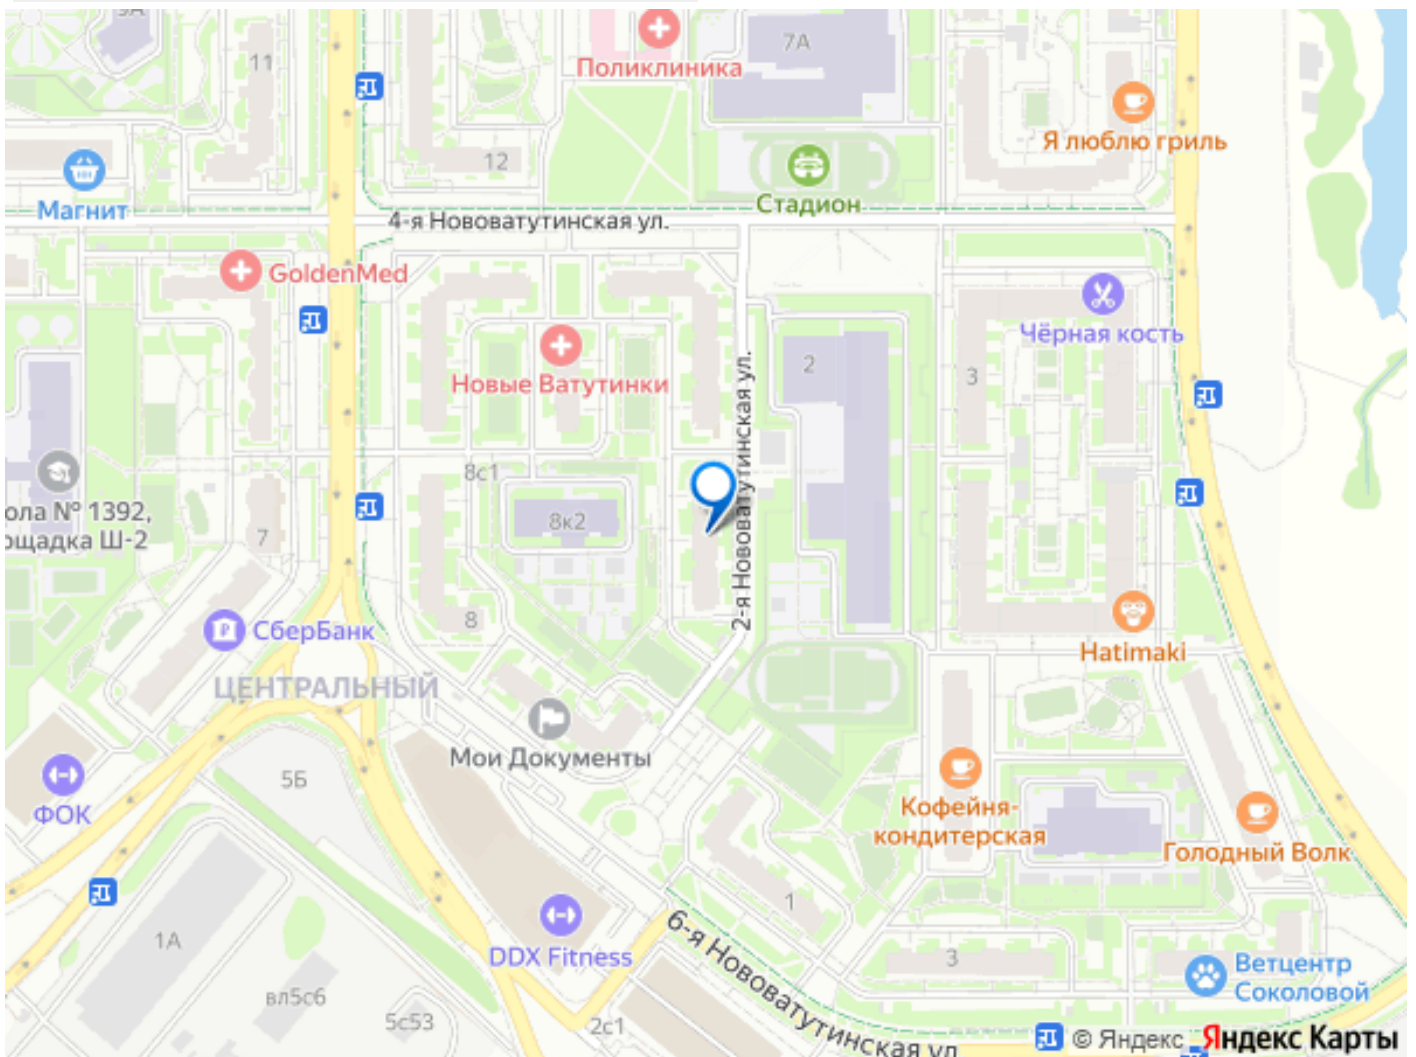 9А
7А
11
Поликлиника
Я люблю гриль
12
Магнит
Стадион
4-я Нововатутинская ул.
GoldenMed
Чёрная кость
Новые Ватутинки
2
3
2-я Нововатутинская ул.
8с1
ола № 1392,
ощадка Ш-2
8к2
7
СберБанк
8
Hatimaki
ЦЕНТРАЛЬНЫЙ
Мои Документы
5Б
ФОК
Кофейня-
кондитерская
Голодный Волк
1А
1
DDX Fitness
6-я Нововатутинская ул
3
Ветцентр
Соколовой
вл5с6
5с53
2с1
© Яндекс Яндекс Карты